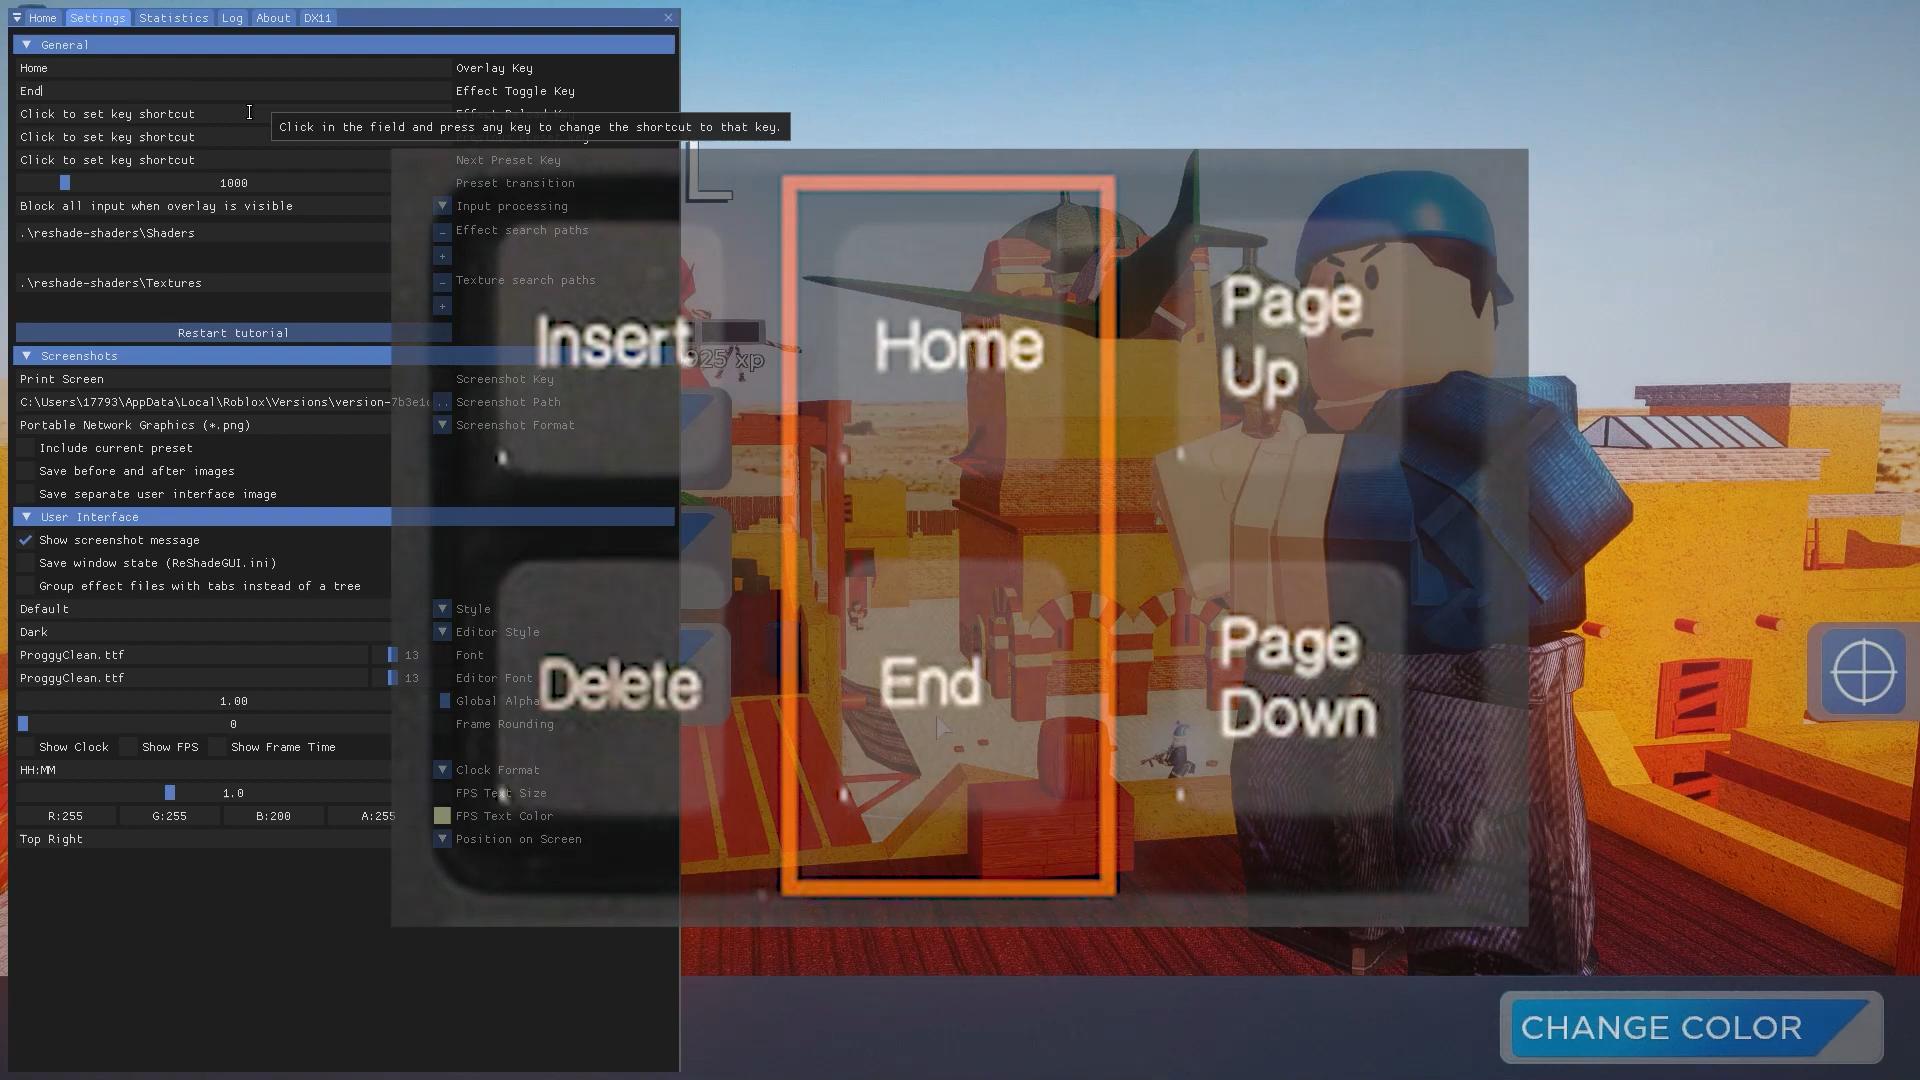 Home Settings Statistics Log About DX11
General
Home Overlay Key
End Effect Toggle Key
Click to set key shortcut Effect Reload Key
Click in the field and press any key to change the shortcut to that key.
Click to set key shortcut
Click to set key shortcut Next Preset Key
1000 Preset transition
Block all input when overlay is visible Input processing
.\reshade-shaders\Shaders - Effect search paths
+
.\reshade-shaders\Textures - Texture search paths
+
Restart tutorial
Screenshots
Print Screen Screenshot Key
C:\Users\17793\AppData\Local\Roblox\Versions\version-7b3e1 .. Screenshot Path
Portable Network Graphics (*.png) Screenshot Format
Include current preset
Save before and after images
Save separate user interface image
User Interface
Show screenshot message
Save window state (ReShadeGUI.ini)
Group effect files with tabs instead of a tree
Default Style
Dark Editor Style
ProggyClean.ttf 13 Font
ProggyClean.ttf 13 Editor Font
1.00 Global Alpha
0 Frame Rounding
Show Clock Show FPS Show Frame Time
HH:MM Clock Format
1.0 FPS Text Size
R:255 G:255 B:200 A:255 FPS Text Color
Top Right Position on Screen
L
925 xp
Insert Home Page
Up
Delete End Page
Down
CHANGE COLOR